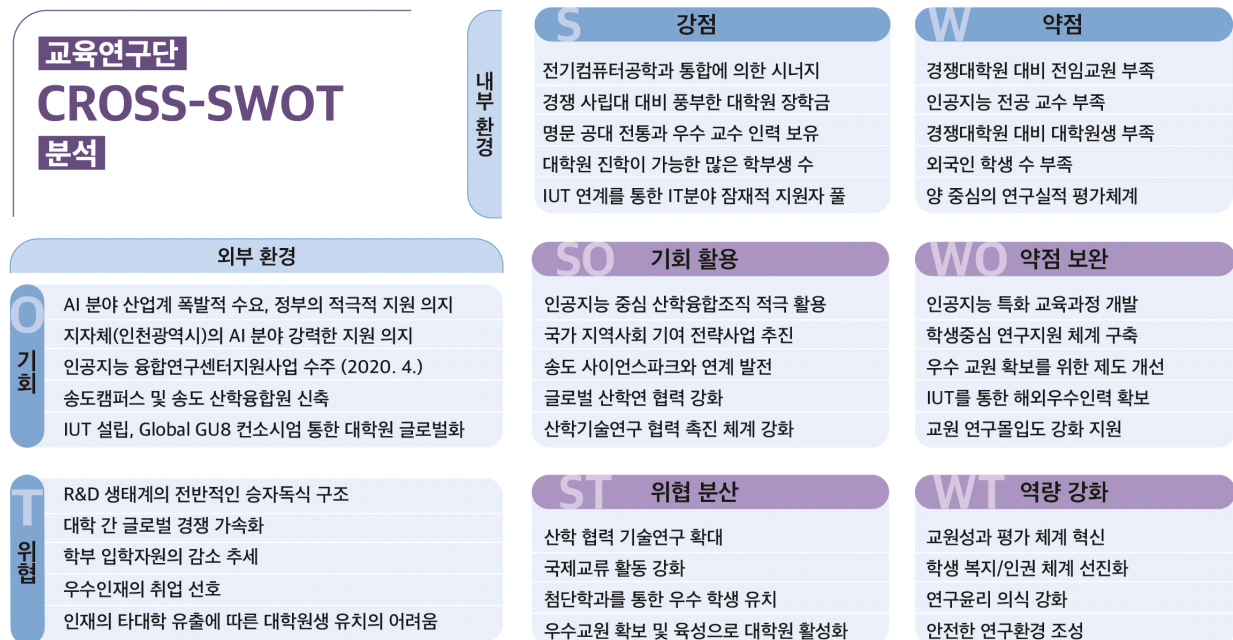 교육연구단
CROSS-SWOT
분석
내부 환경
S 강점
전기컴퓨터공학과 통합에 의한 시너지
경쟁 사립대 대비 풍부한 대학원 장학금
명문 공대 전통과 우수 교수 인력 보유
대학원 진학이 가능한 많은 학부생 수
IUT 연계를 통한 IT분야 잠재적 지원자 풀
W 약점
경쟁대학원 대비 전임교원 부족
인공지능 전공 교수 부족
경쟁대학원 대비 대학원생 부족
외국인 학생 수 부족
양 중심의 연구실적 평가체계
외부 환경
O 기회
AI 분야 산업계 폭발적 수요, 정부의 적극적 지원 의지
지자체(인천광역시)의 AI 분야 강력한 지원 의지
인공지능 융합연구센터지원사업 수주 (2020. 4.)
송도캠퍼스 및 송도 산학융합원 신축
IUT 설립, Global GU8 컨소시엄 통한 대학원 글로벌화
SO 기회 활용
인공지능 중심 산학융합조직 적극 활용
국가 지역사회 기여 전략사업 추진
송도 사이언스파크와 연계 발전
글로벌 산학연 협력 강화
산학기술연구 협력 촉진 체계 강화
WO 약점 보완
인공지능 특화 교육과정 개발
학생중심 연구지원 체계 구축
우수 교원 확보를 위한 제도 개선
IUT를 통한 해외우수인력 확보
교원 연구몰입도 강화 지원
T 위협
R&D 생태계의 전반적인 승자독식 구조
대학 간 글로벌 경쟁 가속화
학부 입학자원의 감소 추세
우수인재의 취업 선호
인재의 타대학 유출에 따른 대학원생 유치의 어려움
ST 위협 분산
산학 협력 기술연구 확대
국제교류 활동 강화
첨단학과를 통한 우수 학생 유치
우수교원 확보 및 육성으로 대학원 활성화
WT 역량 강화
교원성과 평가 체계 혁신
학생 복지/인권 체계 선진화
연구윤리 의식 강화
안전한 연구환경 조성